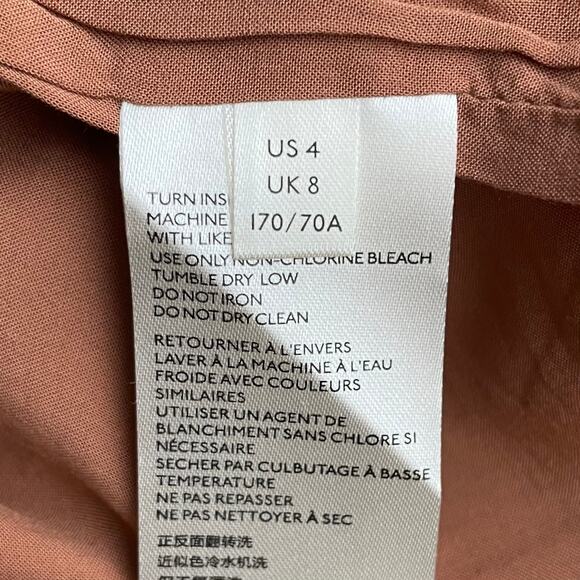 US 4
UK 8
170/70A
TURN INS
MACHINE
WITH LIKE
USE ONLY NON-CHLORINE BLEACH
TUMBLE DRY LOW
DO NOT IRON
DO NOT DRY CLEAN
RETOURNER À L'ENVERS
LAVER À LA MACHINE À L'EAU
FROIDE AVEC COULEURS
SIMILAIRES
UTILISER UN AGENT DE
BLANCHIMENT SANS CHLORE SI
NÉCESSAIRE
SECHER PAR CULBUTAGE À BASSE
TEMPERATURE
NE PAS REPASSER
NE PAS NETTOYER À SEC
正反面翻转洗
近似色冷水机洗